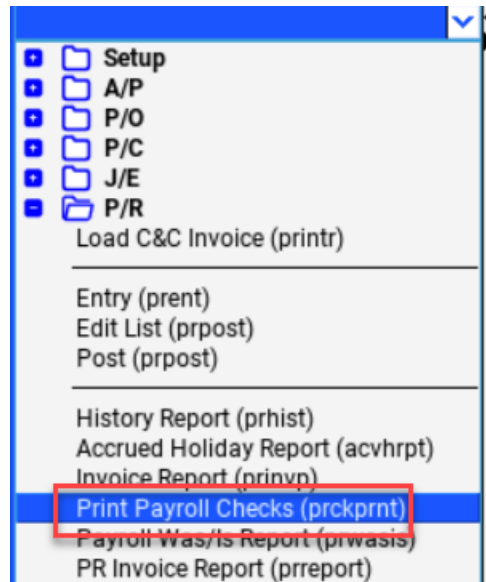 Setup
A/P
P/O
P/C
J/E
P/R
Load C&C Invoice (printr)
Entry (prent)
Edit List (prpost)
Post (prpost)
History Report (prhist)
Accrued Holiday Report (acvhrpt)
Invoice Report (prinvp)
Print Payroll Checks (prckprnt)
Payroll Was/Is Report (prwasis)
PR Invoice Report (prreport)